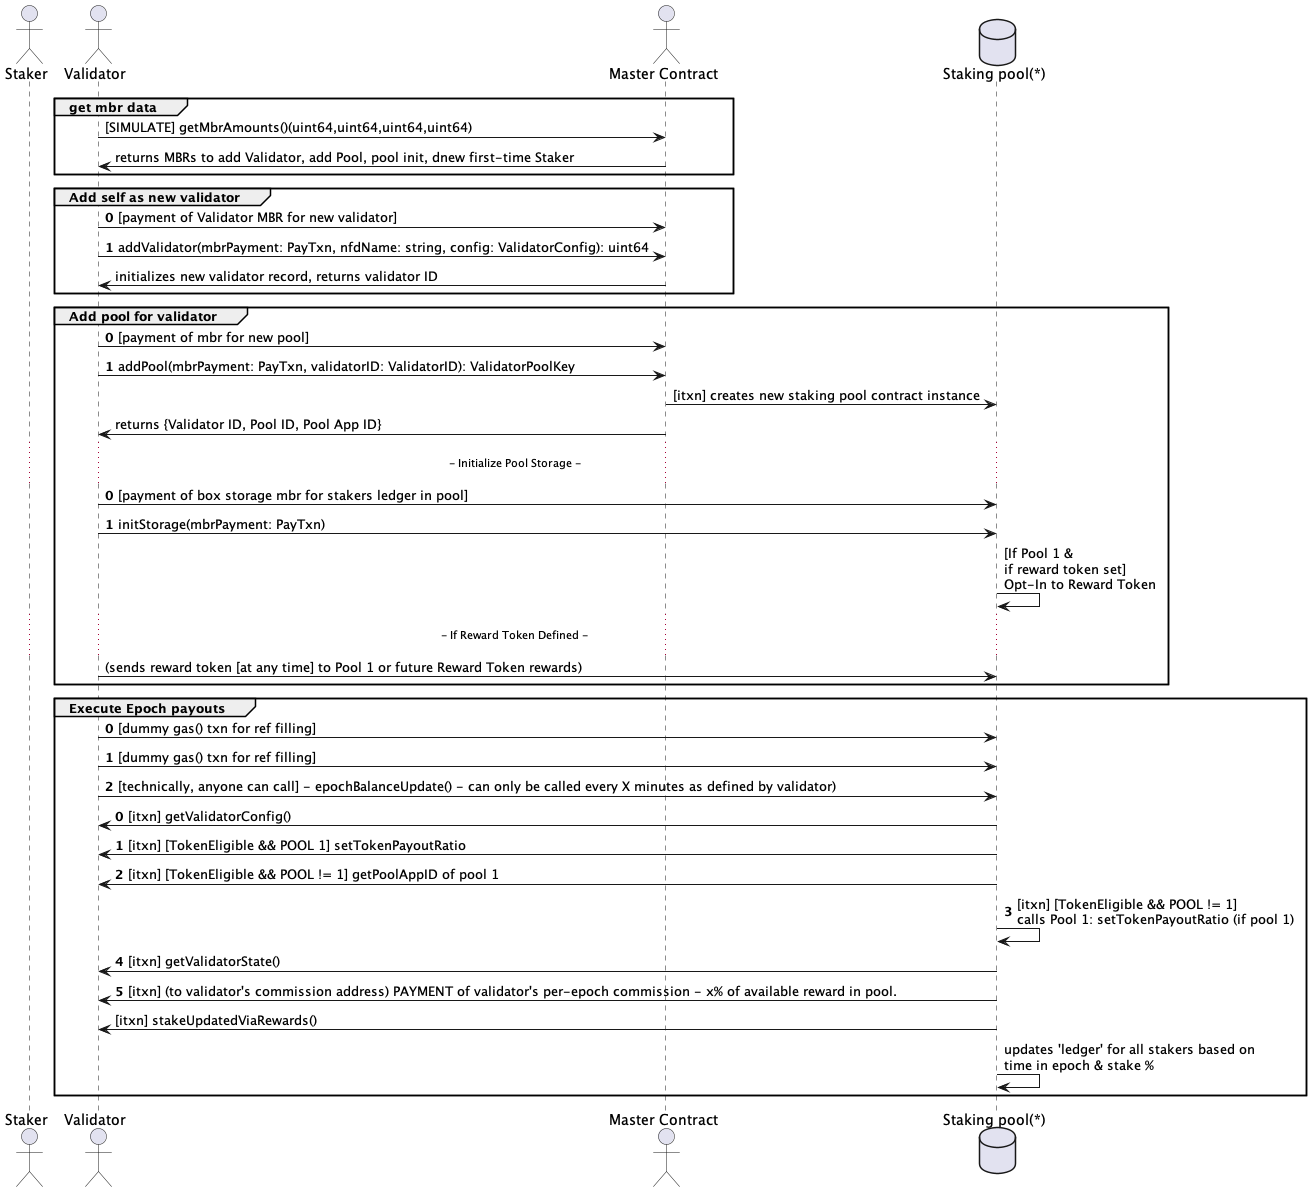 Staker Validator Master Contract Staking pool(*)
get mbr data
[SIMULATE] getMbrAmounts()(uint64,uint64,uint64,uint64)
returns MBRs to add Validator, add Pool, pool init, dnew first-time Staker
Add self as new validator
0 [payment of Validator MBR for new validator]
1 addValidator(mbrPayment: PayTxn, nfdName: string, config: ValidatorConfig): uint64
initializes new validator record, returns validator ID
Add pool for validator
0 [payment of mbr for new pool]
1 addPool(mbrPayment: PayTxn, validatorID: ValidatorID): ValidatorPoolKey
[itxn] creates new staking pool contract instance
returns {Validator ID, Pool ID, Pool App ID}
- Initialize Pool Storage -
0 [payment of box storage mbr for stakers ledger in pool]
1 initStorage(mbrPayment: PayTxn)
[If Pool 1 &
if reward token set]
Opt-In to Reward Token
- If Reward Token Defined -
(sends reward token [at any time] to Pool 1 or future Reward Token rewards)
Execute Epoch payouts
0 [dummy gas() txn for ref filling]
1 [dummy gas() txn for ref filling]
2 [technically, anyone can call] - epochBalanceUpdate() - can only be called every X minutes as defined by validator)
0 [itxn] getValidatorConfig()
1 [itxn] [TokenEligible && POOL 1] setTokenPayoutRatio
2 [itxn] [TokenEligible && POOL != 1] getPoolAppID of pool 1
3 [itxn] [TokenEligible && POOL != 1]
calls Pool 1: setTokenPayoutRatio (if pool 1)
4 [itxn] getValidatorState()
5 [itxn] (to validator's commission address) PAYMENT of validator's per-epoch commission - x% of available reward in pool.
[itxn] stakeUpdatedViaRewards()
updates 'ledger' for all stakers based on
time in epoch & stake %
Staker Validator Master Contract Staking pool(*)